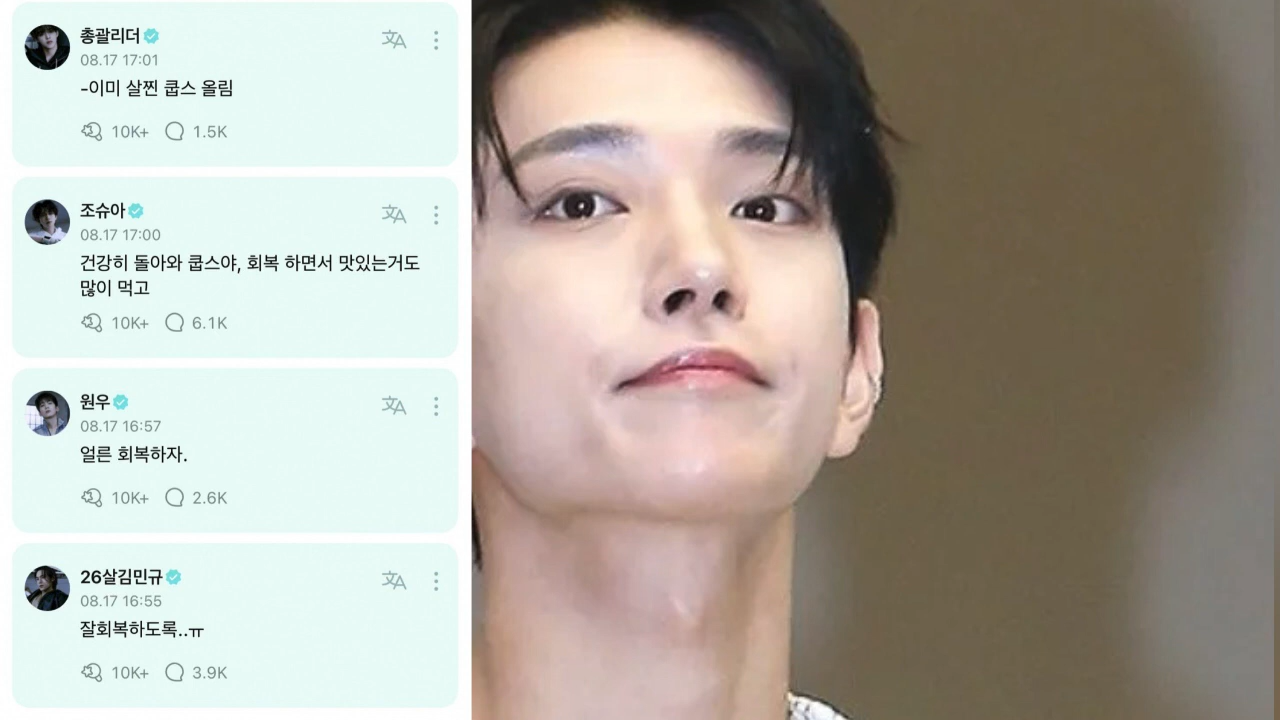 총괄리더
08.17 17:01
-이미 살찐 쿱스 올림
10K+ 1.5K
조슈아
08.17 17:00
건강히 돌아와 쿱스야, 회복 하면서 맛있는거도
많이 먹고
10K+ 6.1K
원우
08.17 16:57
얼른 회복하자.
10K+ 2.6K
26살김민규
08.17 16:55
잘회복하도록..ㅠ
10K+ 3.9K